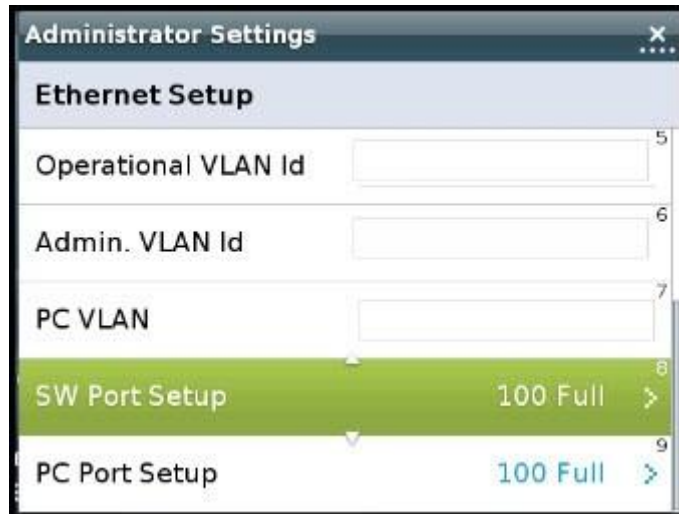 Administrator Settings
Ethernet Setup
Operational VLAN Id 5
Admin. VLAN Id 6
PC VLAN 7
SW Port Setup 100 Full > 8
PC Port Setup 100 Full > 9